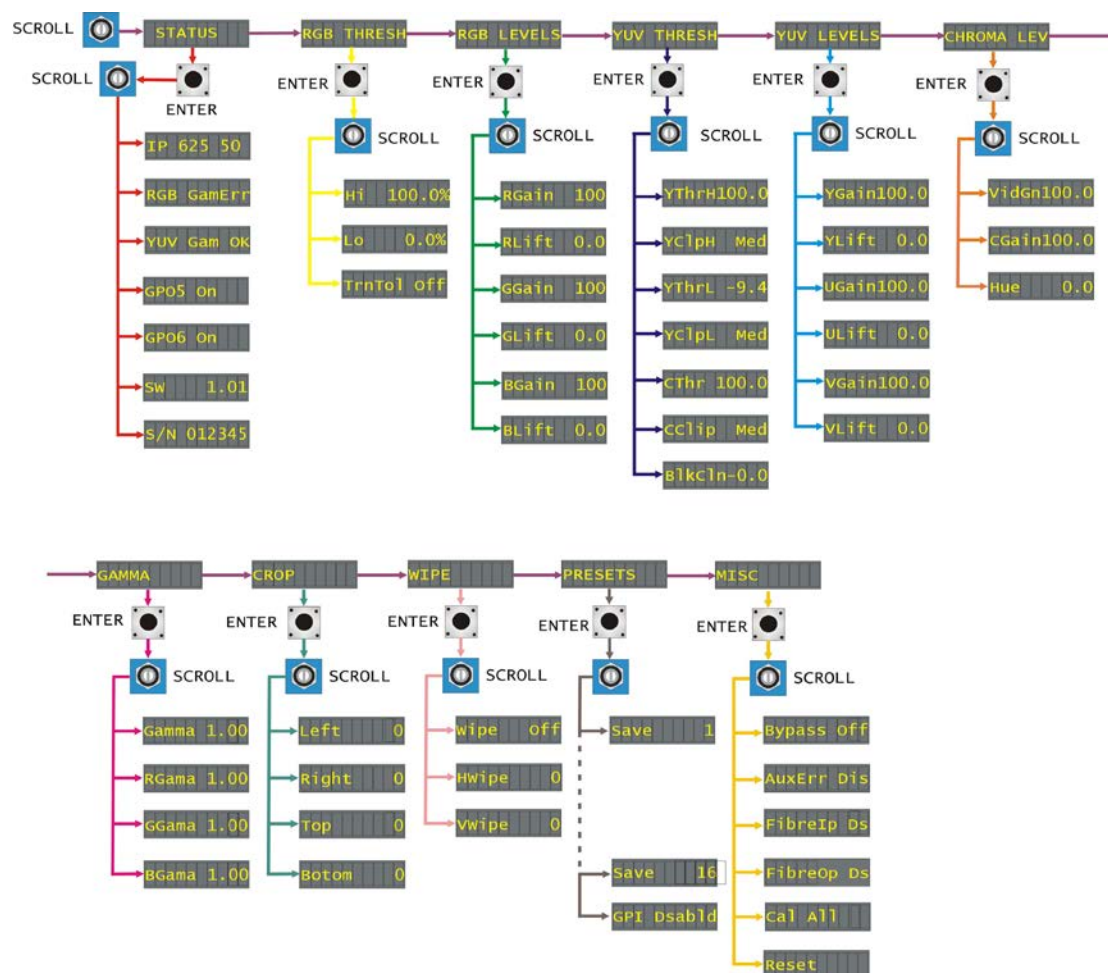 SCROLL STATUS RGB THRESH RGB LEVELS YUV THRESH YUV LEVELS CHROMA LEV
SCROLL ENTER ENTER ENTER ENTER ENTER
ENTER
SCROLL SCROLL SCROLL SCROLL SCROLL
IP 625 50
RGB GamErr
YUV Gam OK
GPO5 On
GPO6 On
SW 1.01
S/N 012345
Hi 100.0%
Lo 0.0%
TrnTol Off
RGain 100
RLift 0.0
GGain 100
GLift 0.0
BGain 100
BLift 0.0
YThrH100.0
YClpH Med
YThrL -9.4
YClpL Med
CThr 100.0
CClip Med
BlkCln-0.0
YGain100.0
YLift 0.0
UGain100.0
ULift 0.0
VGain100.0
VLift 0.0
VidGn100.0
CGain100.0
Hue 0.0
GAMMA CROP WIPE PRESETS MISC
ENTER ENTER ENTER ENTER ENTER
SCROLL SCROLL SCROLL SCROLL SCROLL
Gamma 1.00
RGama 1.00
GGama 1.00
BGama 1.00
Left 0
Right 0
Top 0
Botom 0
Wipe Off
HWipe 0
VWipe 0
Save 1
Save 16
GPI Dsabld
Bypass Off
AuxErr Dis
FibreIp Ds
FibreOp Ds
Cal All
Reset